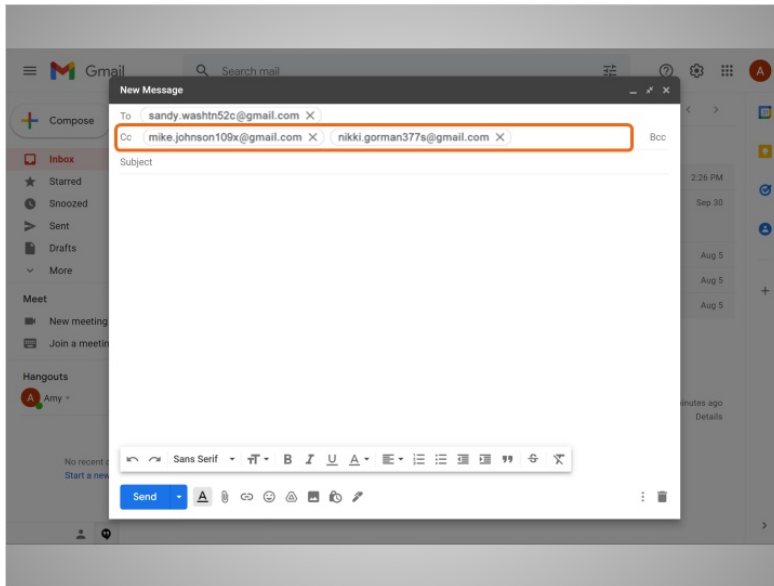 Gmail
Search mail
New Message
Compose
To sandy.washtn52c@gmail.com
Cc mike.johnson109x@gmail.com nikki.gorman377s@gmail.com Bcc
Subject
Inbox
Starred
2:26 PM
Snoozed
Sep 30
Sent
Drafts
Aug 5
More
Aug 5
Meet
Aug 5
New meeting
Join a meetin
Hangouts
A Amy
inutes ago
Details
No recent c
Start a new
Sans Serif
B I U A
Send A
A